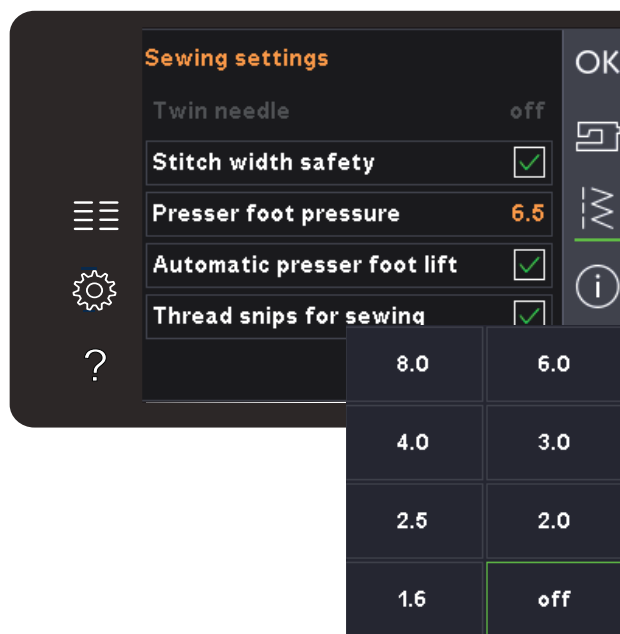 Sewing settings
OK
Twin needle off
Stitch width safety
Presser foot pressure 6.5
Automatic presser foot lift
i
Thread snips for sewing
?
8.0 6.0
4.0 3.0
2.5 2.0
1.6 off